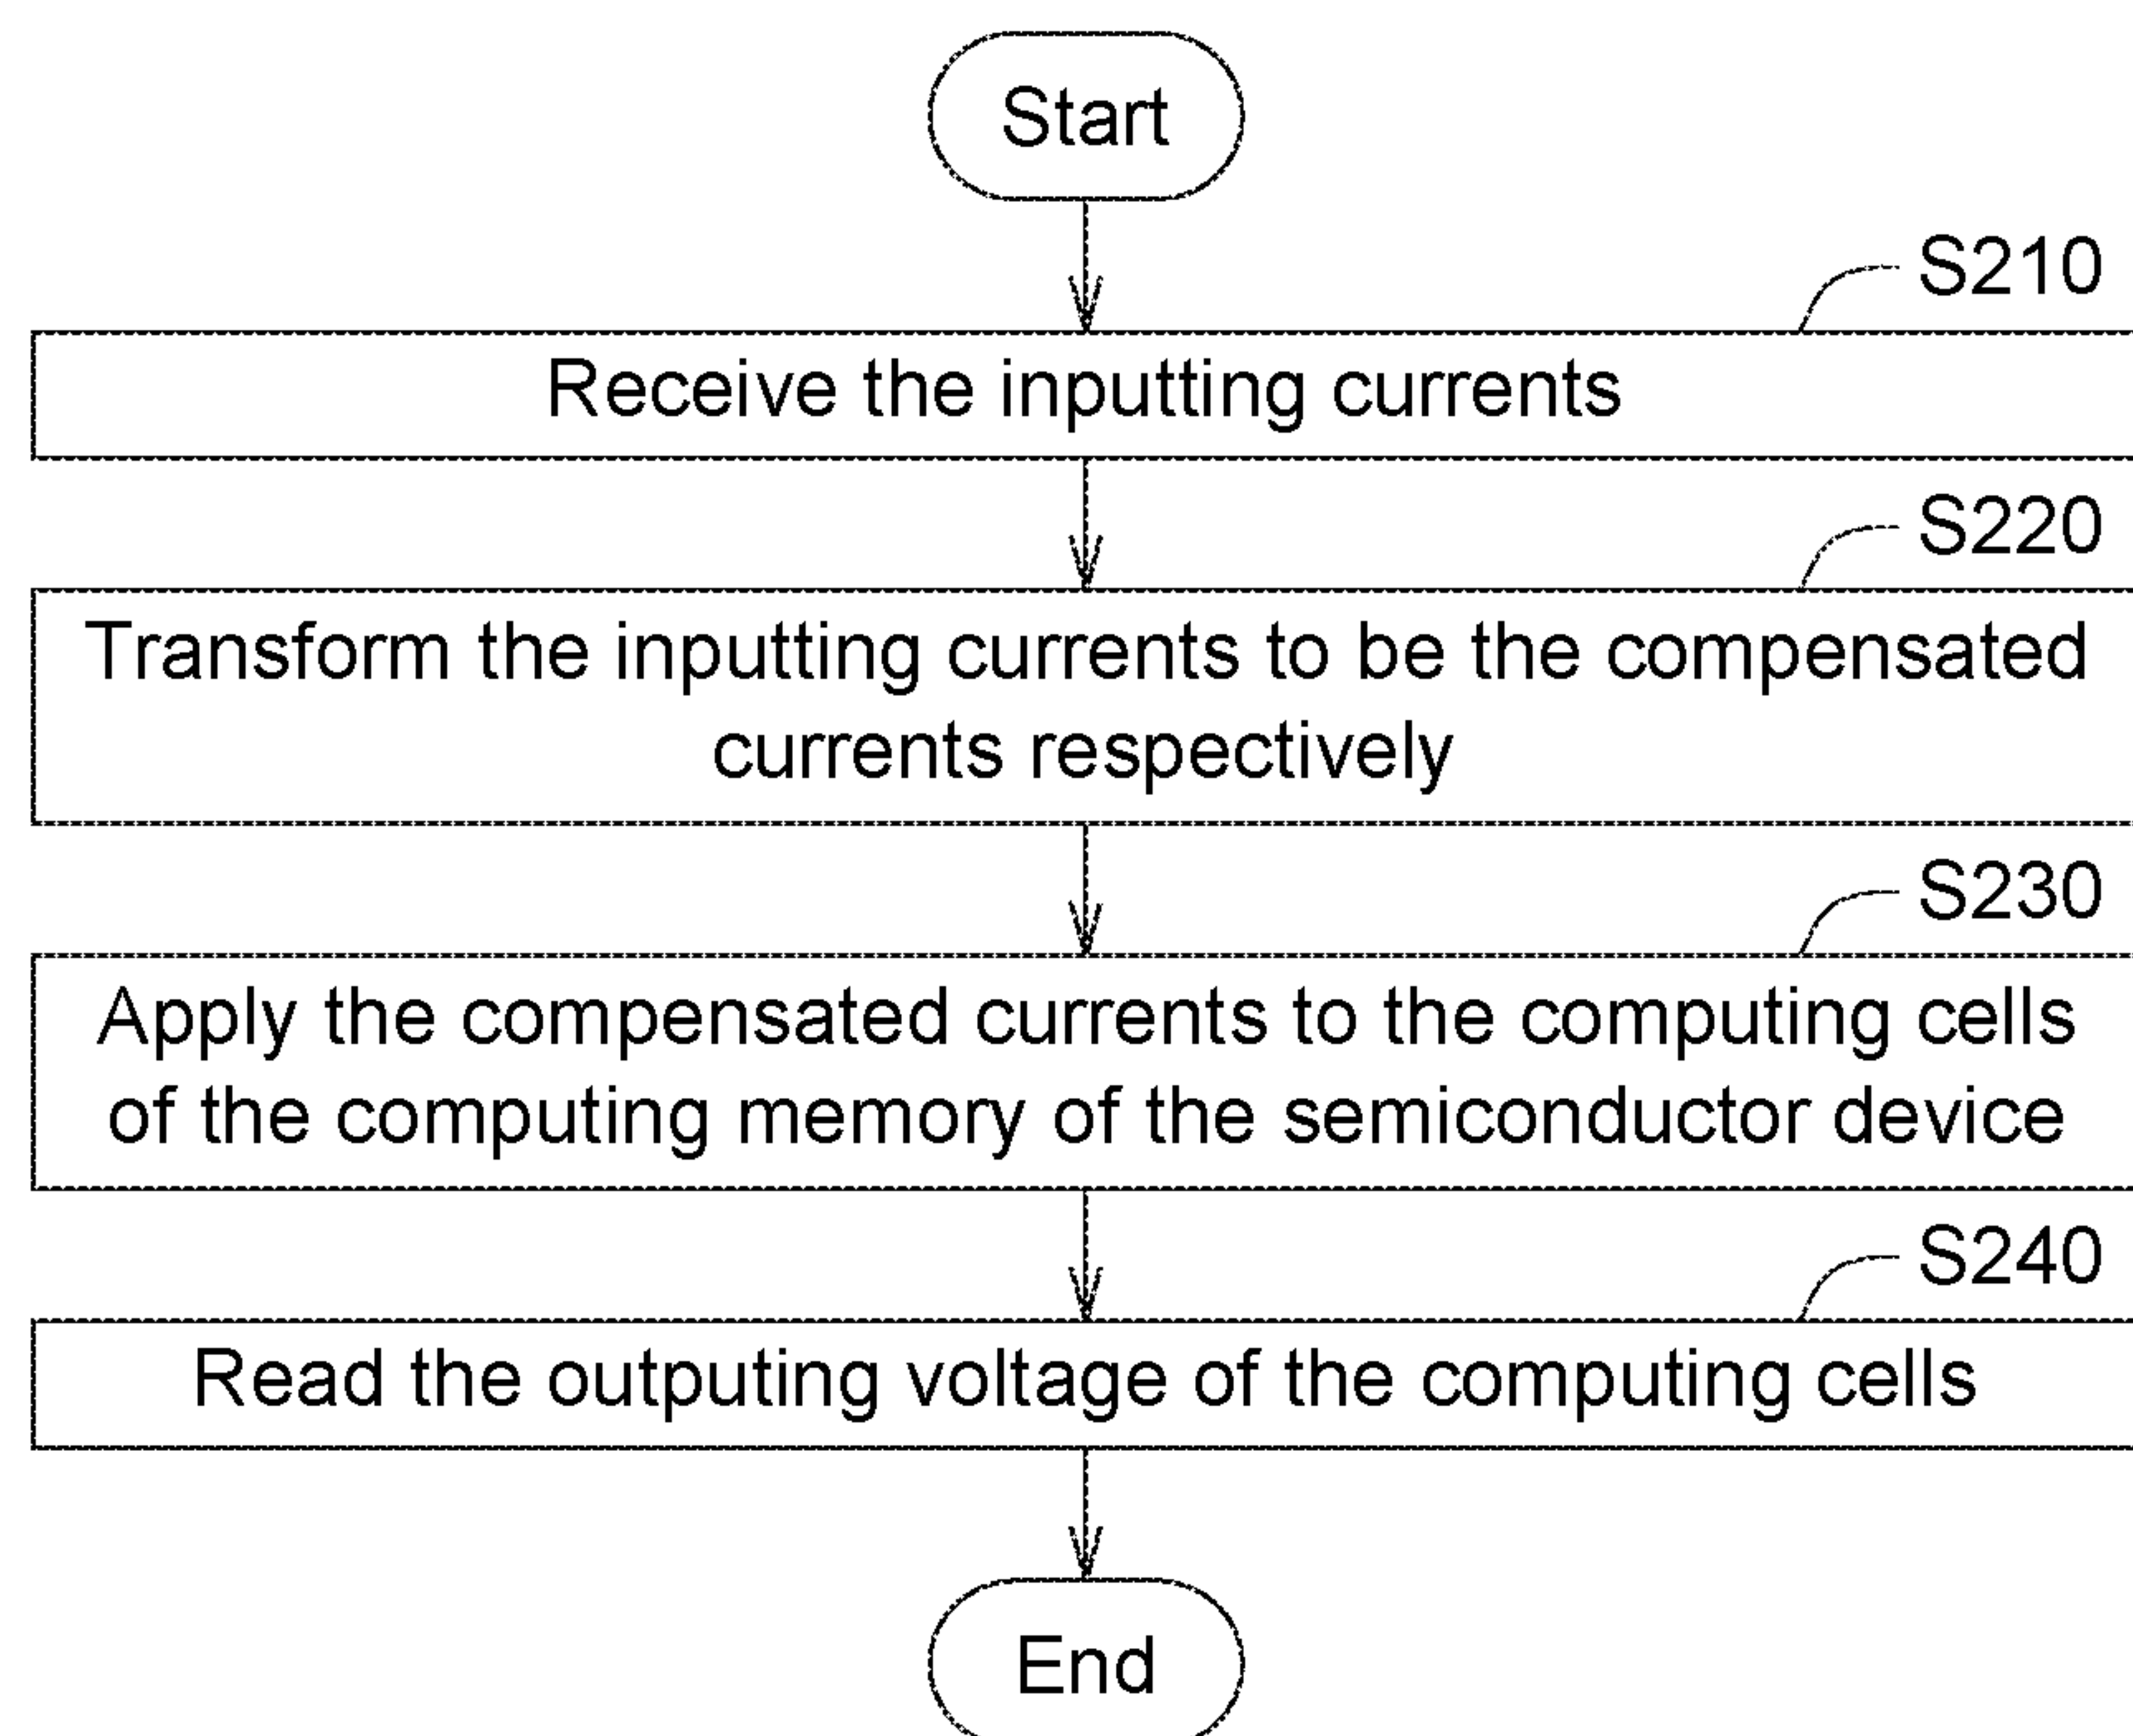 Start
S210
Receive the inputting currents
S220
Transform the inputting currents to be the compensated
currents respectively
S230
Apply the compensated currents to the computing cells
of the computing memory of the semiconductor device
S240
Read the outputing voltage of the computing cells
End